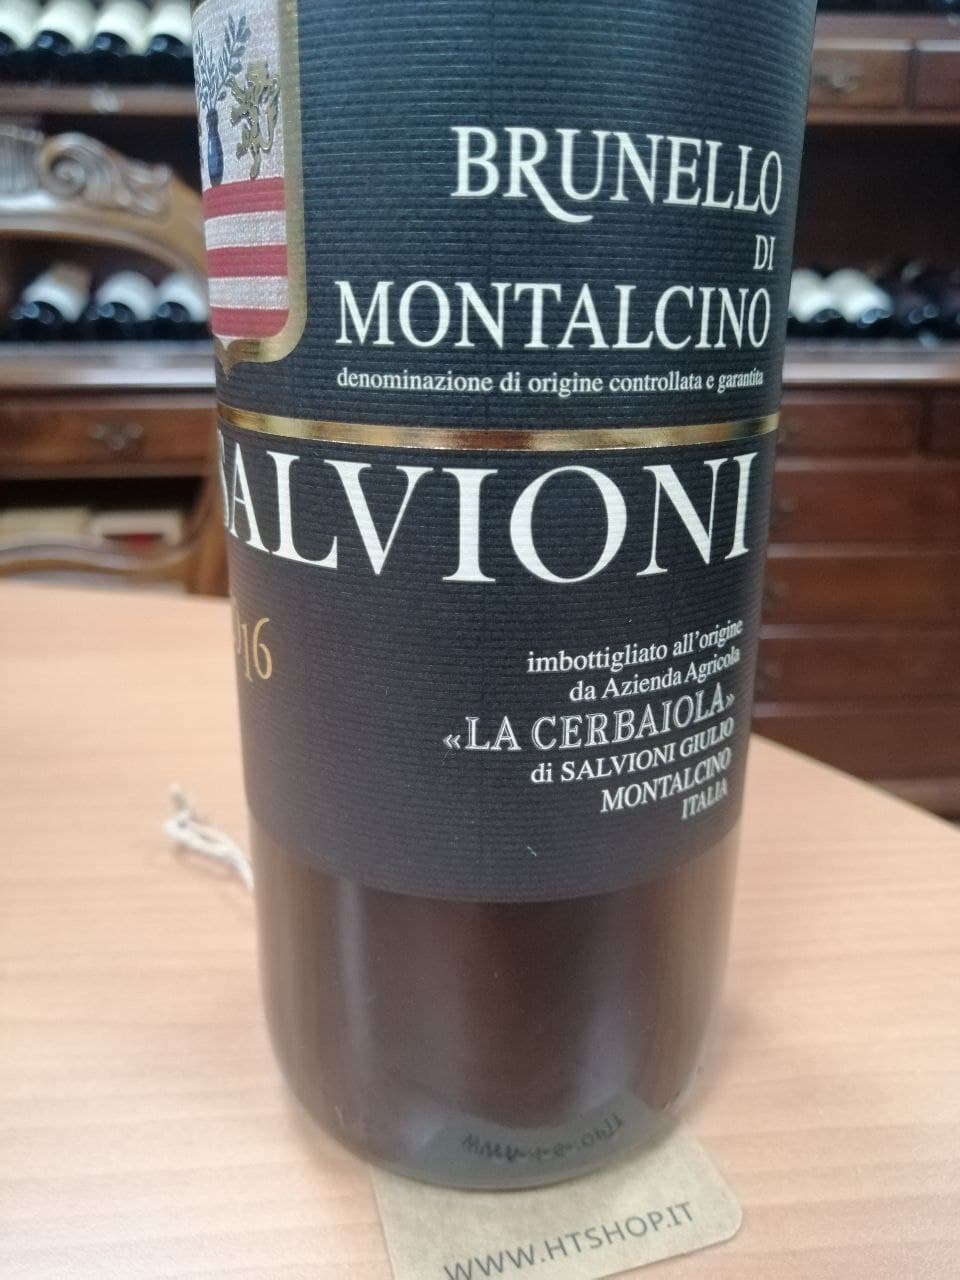 BRUNELLO
DI
MONTALCINO
denominazione di origine controllata e garantita
SALVIONI
016
imbottigliato all'origine
da Azienda Agricola
«LA CERBAIOLA»
di SALVIONI GIULIO
MONTALCINO
ITALIA
WWW.HTSHOP.IT